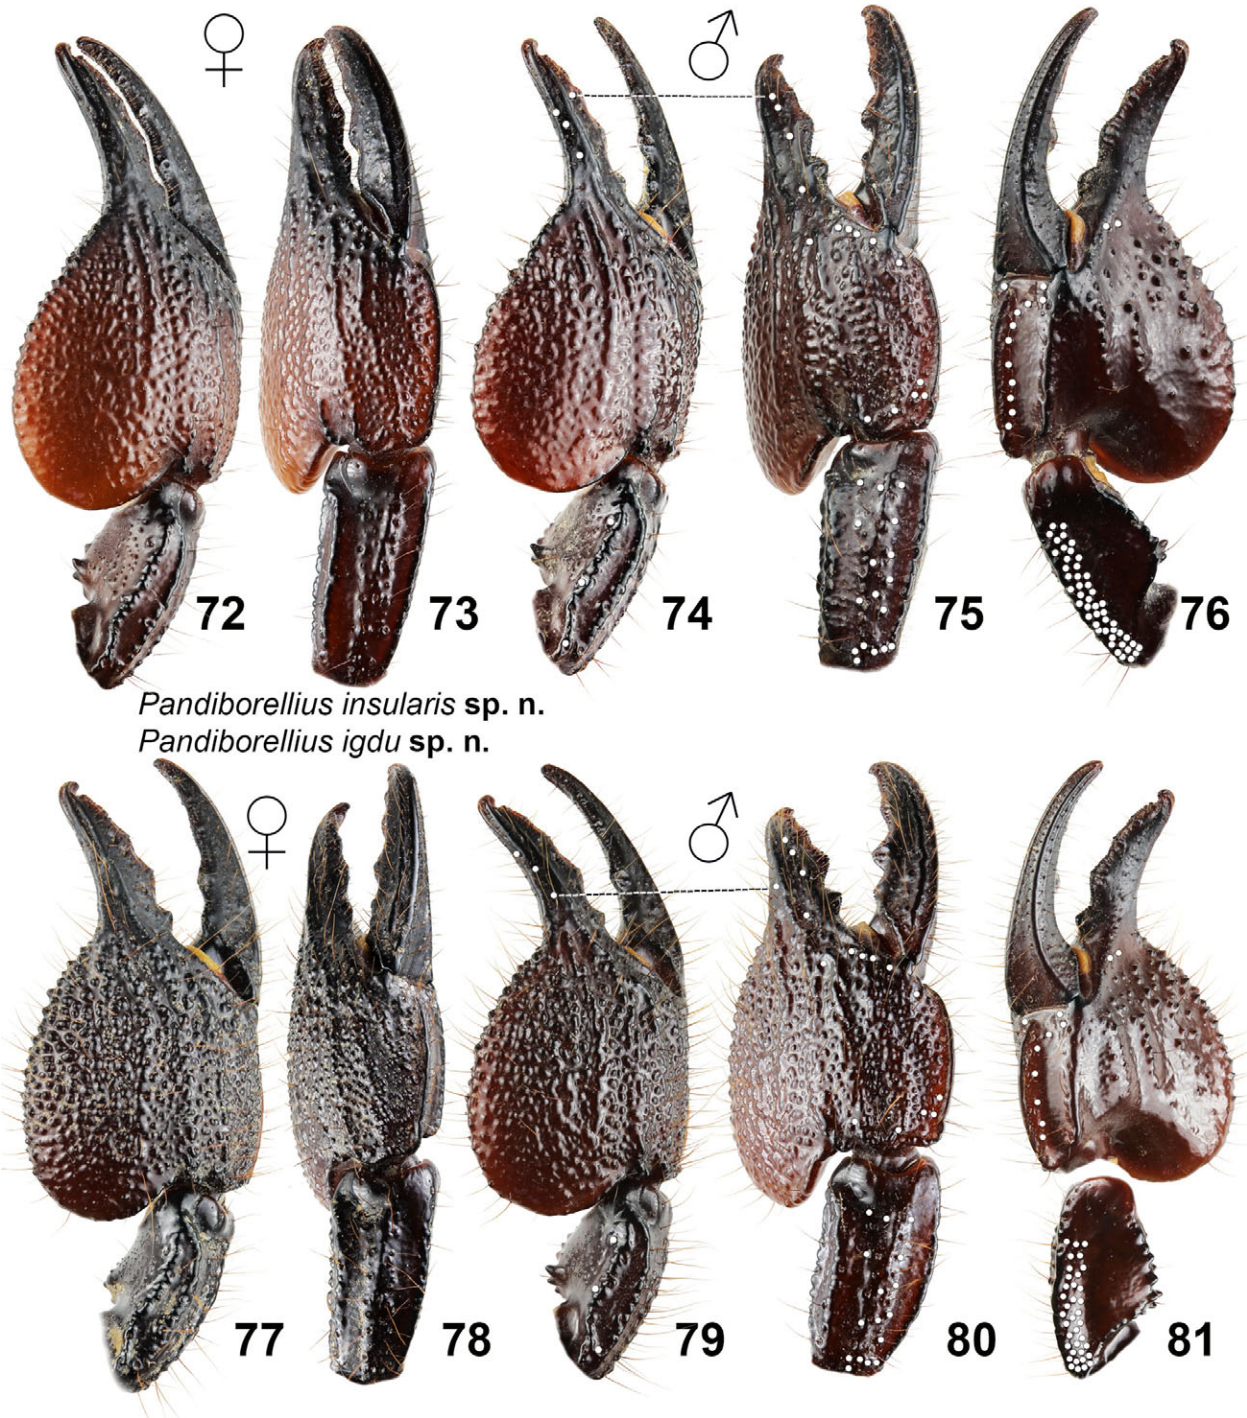 ♀ ♂
72 73 74 75 76
Pandiborellius insularis sp. n.
Pandiborellius igdu sp. n.
♀ ♂
77 78 79 80 81